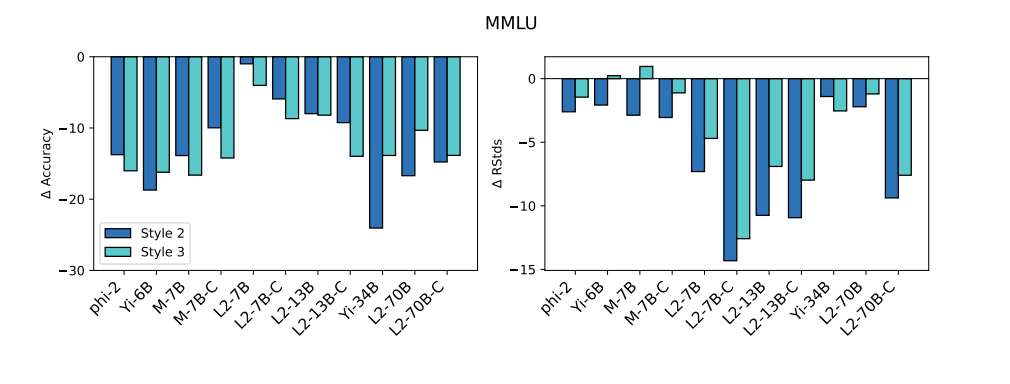 MMLU
Δ Accuracy
0
−10
−20
−30
Style 2
Style 3
phi-2
Yi-6B
M-7B
M-7B-C
L2-7B
L2-7B-C
L2-13B
L2-13B-C
Yi-34B
L2-70B
L2-70B-C
Δ RStds
0
−5
−10
−15
phi-2
Yi-6B
M-7B
M-7B-C
L2-7B
L2-7B-C
L2-13B
L2-13B-C
Yi-34B
L2-70B
L2-70B-C